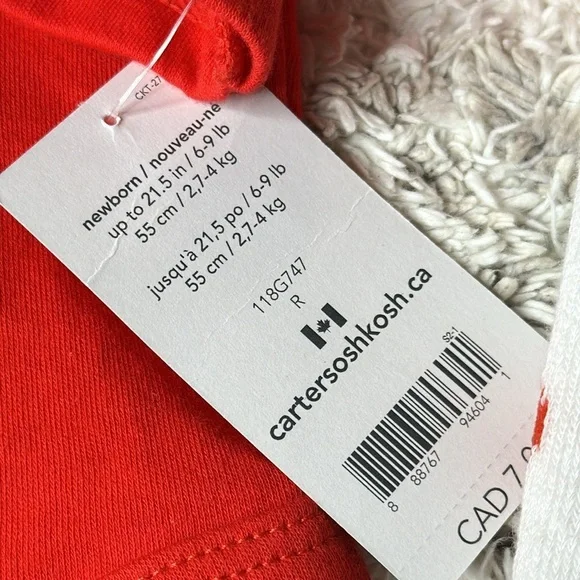 CKT-27
newborn / nouveau-né
up to 21.5 in / 6-9 lb
55 cm / 2,7-4 kg
jusqu'à 21,5 po / 6-9 lb
55 cm / 2,7-4 kg
118G747
R
cartersoshkosh.ca
S2-1
8 88767 94604 1
CAD 7.